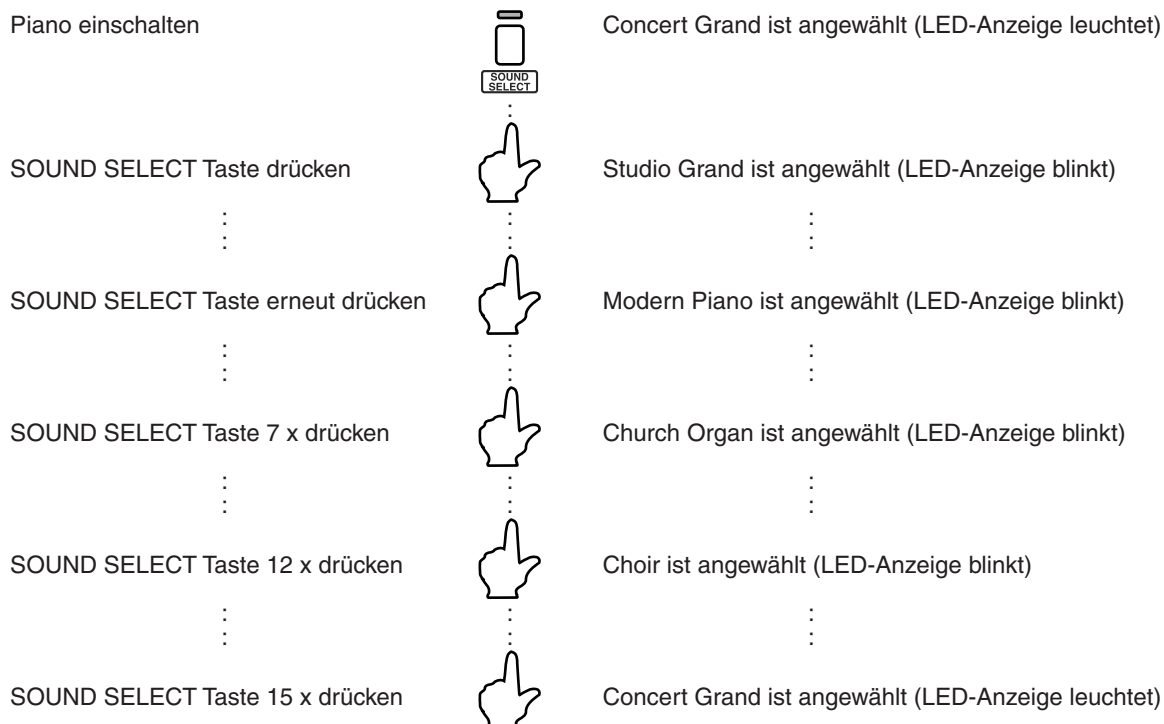 Piano einschalten
Concert Grand ist angewählt (LED-Anzeige leuchtet)
SOUND
SELECT
SOUND SELECT Taste drücken
Studio Grand ist angewählt (LED-Anzeige blinkt)
SOUND SELECT Taste erneut drücken
Modern Piano ist angewählt (LED-Anzeige blinkt)
SOUND SELECT Taste 7 x drücken
Church Organ ist angewählt (LED-Anzeige blinkt)
SOUND SELECT Taste 12 x drücken
Choir ist angewählt (LED-Anzeige blinkt)
SOUND SELECT Taste 15 x drücken
Concert Grand ist angewählt (LED-Anzeige leuchtet)